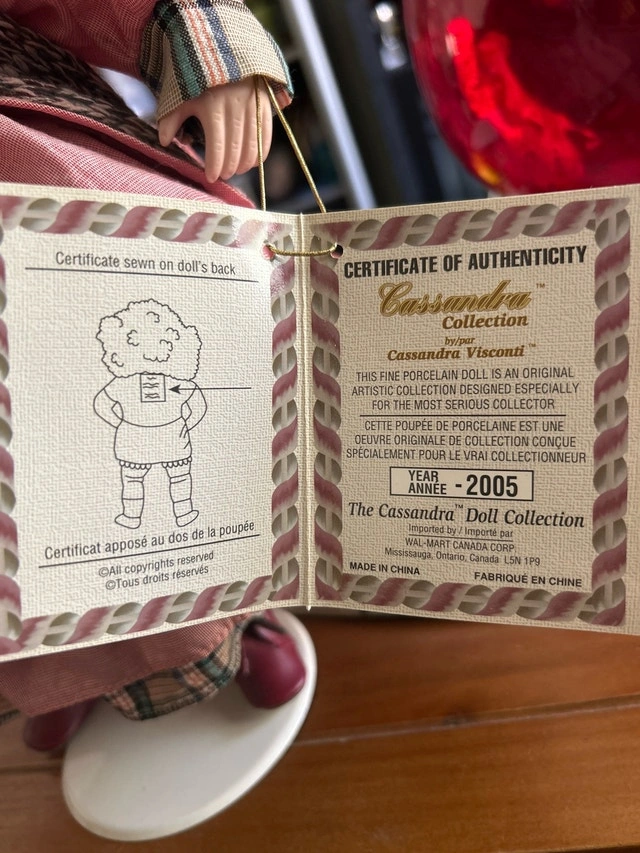 Certificate sewn on doll's back
Certificat apposé au dos de la poupée
©All copyrights reserved
©Tous droits réservés
CERTIFICATE OF AUTHENTICITY
Cassandra™
Collection
by/par
Cassandra Visconti™
THIS FINE PORCELAIN DOLL IS AN ORIGINAL
ARTISTIC COLLECTION DESIGNED ESPECIALLY
FOR THE MOST SERIOUS COLLECTOR
CETTE POUPÉE DE PORCELAINE EST UNE
OEUVRE ORIGINALE DE COLLECTION CONÇUE
SPÉCIALEMENT POUR LE VRAI COLLECTIONNEUR
YEAR
ANNÉE - 2005
The Cassandra™ Doll Collection
Imported by / Importé par
WAL-MART CANADA CORP.
Mississauga, Ontario, Canada L5N 1P9
MADE IN CHINA
FABRIQUÉ EN CHINE